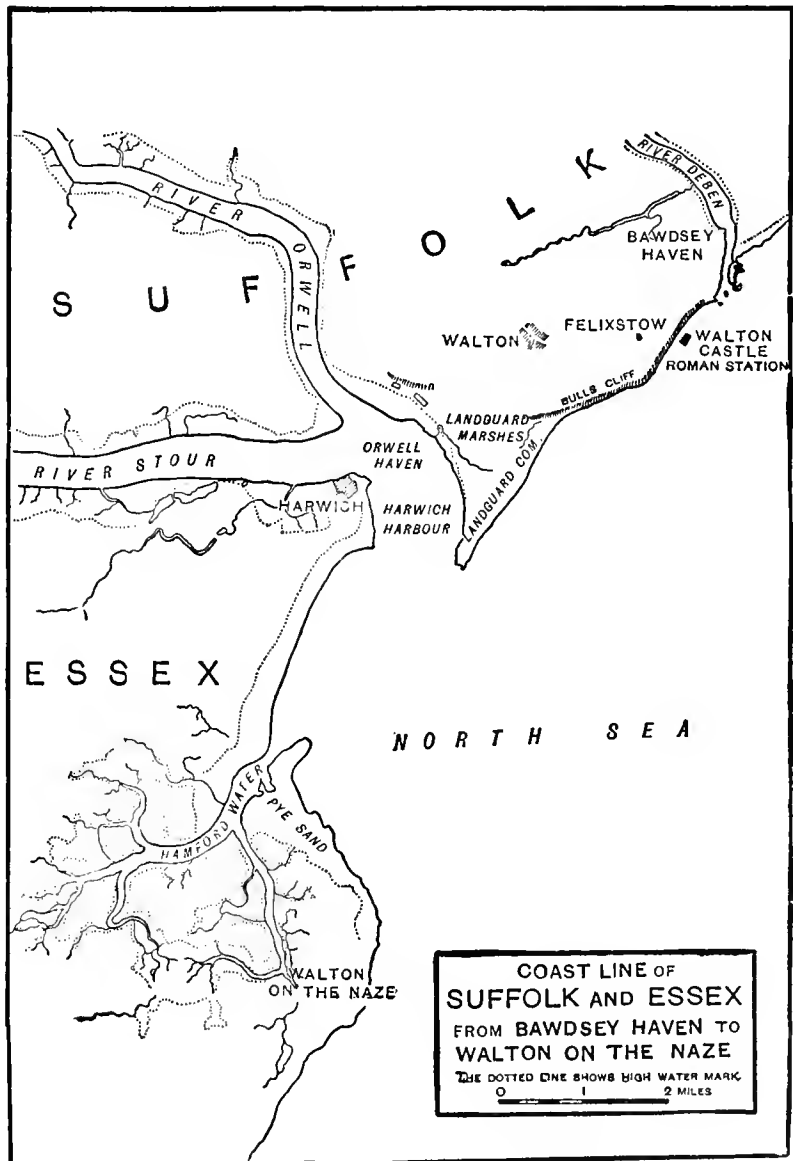 SUFFOLK
RIVER DEBEN
RIVER ORWELL
BAWDSEY
HAVEN
WALTON
FELIXSTOW
WALTON
CASTLE
ROMAN STATION
BULLS CLIFF
LANDGUARD
MARSHES
LANDGUARD COM
ORWELL
HAVEN
RIVER STOUR
HARWICH
HARWICH
HARBOUR
ESSEX
NORTH SEA
HAMFORD WATER
PYE SAND
WALTON
ON THE NAZE
COAST LINE OF
SUFFOLK AND ESSEX
FROM BAWDSEY HAVEN TO
WALTON ON THE NAZE
THE DOTTED LINE SHOWS HIGH WATER MARK
0 1 2 MILES